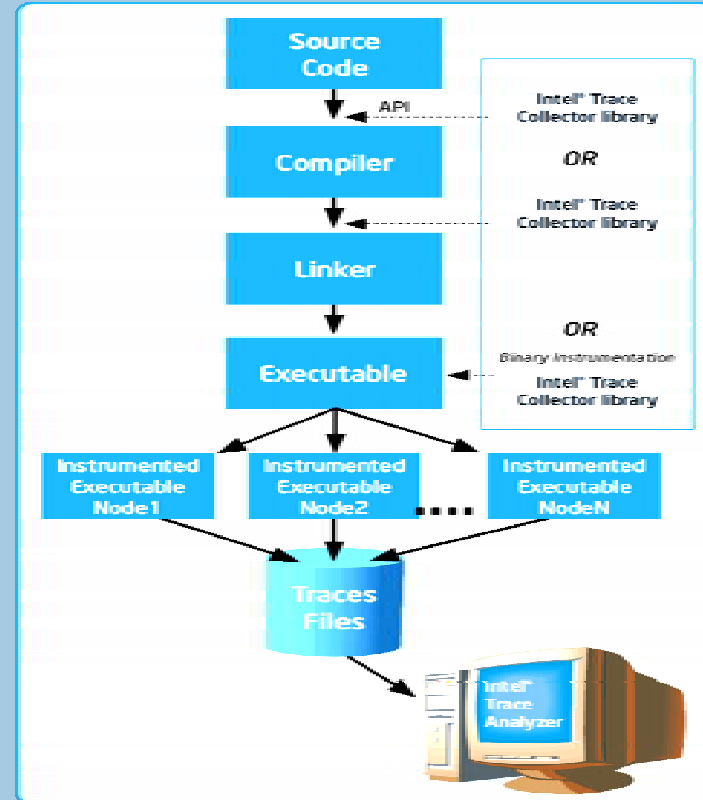 Source
Code
API
Intel® Trace
Collector library
OR
Compiler
Intel® Trace
Collector library
Linker
OR
Binary Instrumentation
Executable
Intel® Trace
Collector library
Instrumented
Executable
Node1
Instrumented
Executable
Node2
....
Instrumented
Executable
NodeN
Traces
Files
Intel®
Trace
Analyzer